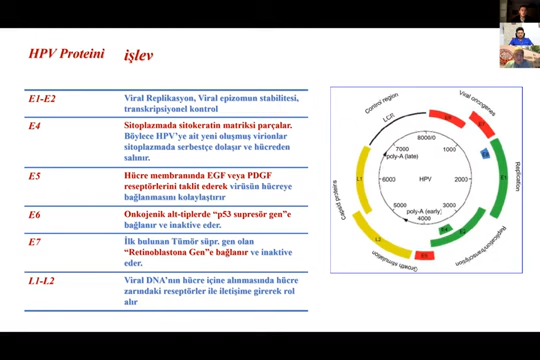 HPV Proteini işlev
E1-E2 Viral Replikasyon, Viral epizomun stabilitesi,
transkripsiyonel kontrol
E4 Sitoplazmada sitokeratin matriksi parçalar.
Böylece HPV'ye ait yeni oluşmuş virionlar
sitoplazmada serbestçe dolaşır ve hücreden
salınır.
E5 Hücre membranında EGF veya PDGF
reseptörlerini taklit ederek virüsün hücreye
bağlanmasını kolaylaştırır
E6 Onkojenik alt-tiplerde "p53 supresör gen"e
bağlanır ve inaktive eder.
E7 İlk bulunan Tümör süpr. gen olan
"Retinoblastona Gen"e bağlanır ve inaktive
eder.
L1-L2 Viral DNA'nın hücre içine alınmasında hücre
zarındaki reseptörler ile iletişime girerek rol
alır
Control region
LCR
Viral oncogenes
Replication
Replication/Transcription
Growth stimulation
Capsid proteins
8000/0
1000
2000
3000
4000
5000
6000
7000
poly-A (late)
HPV
poly-A (early)
L1
L2